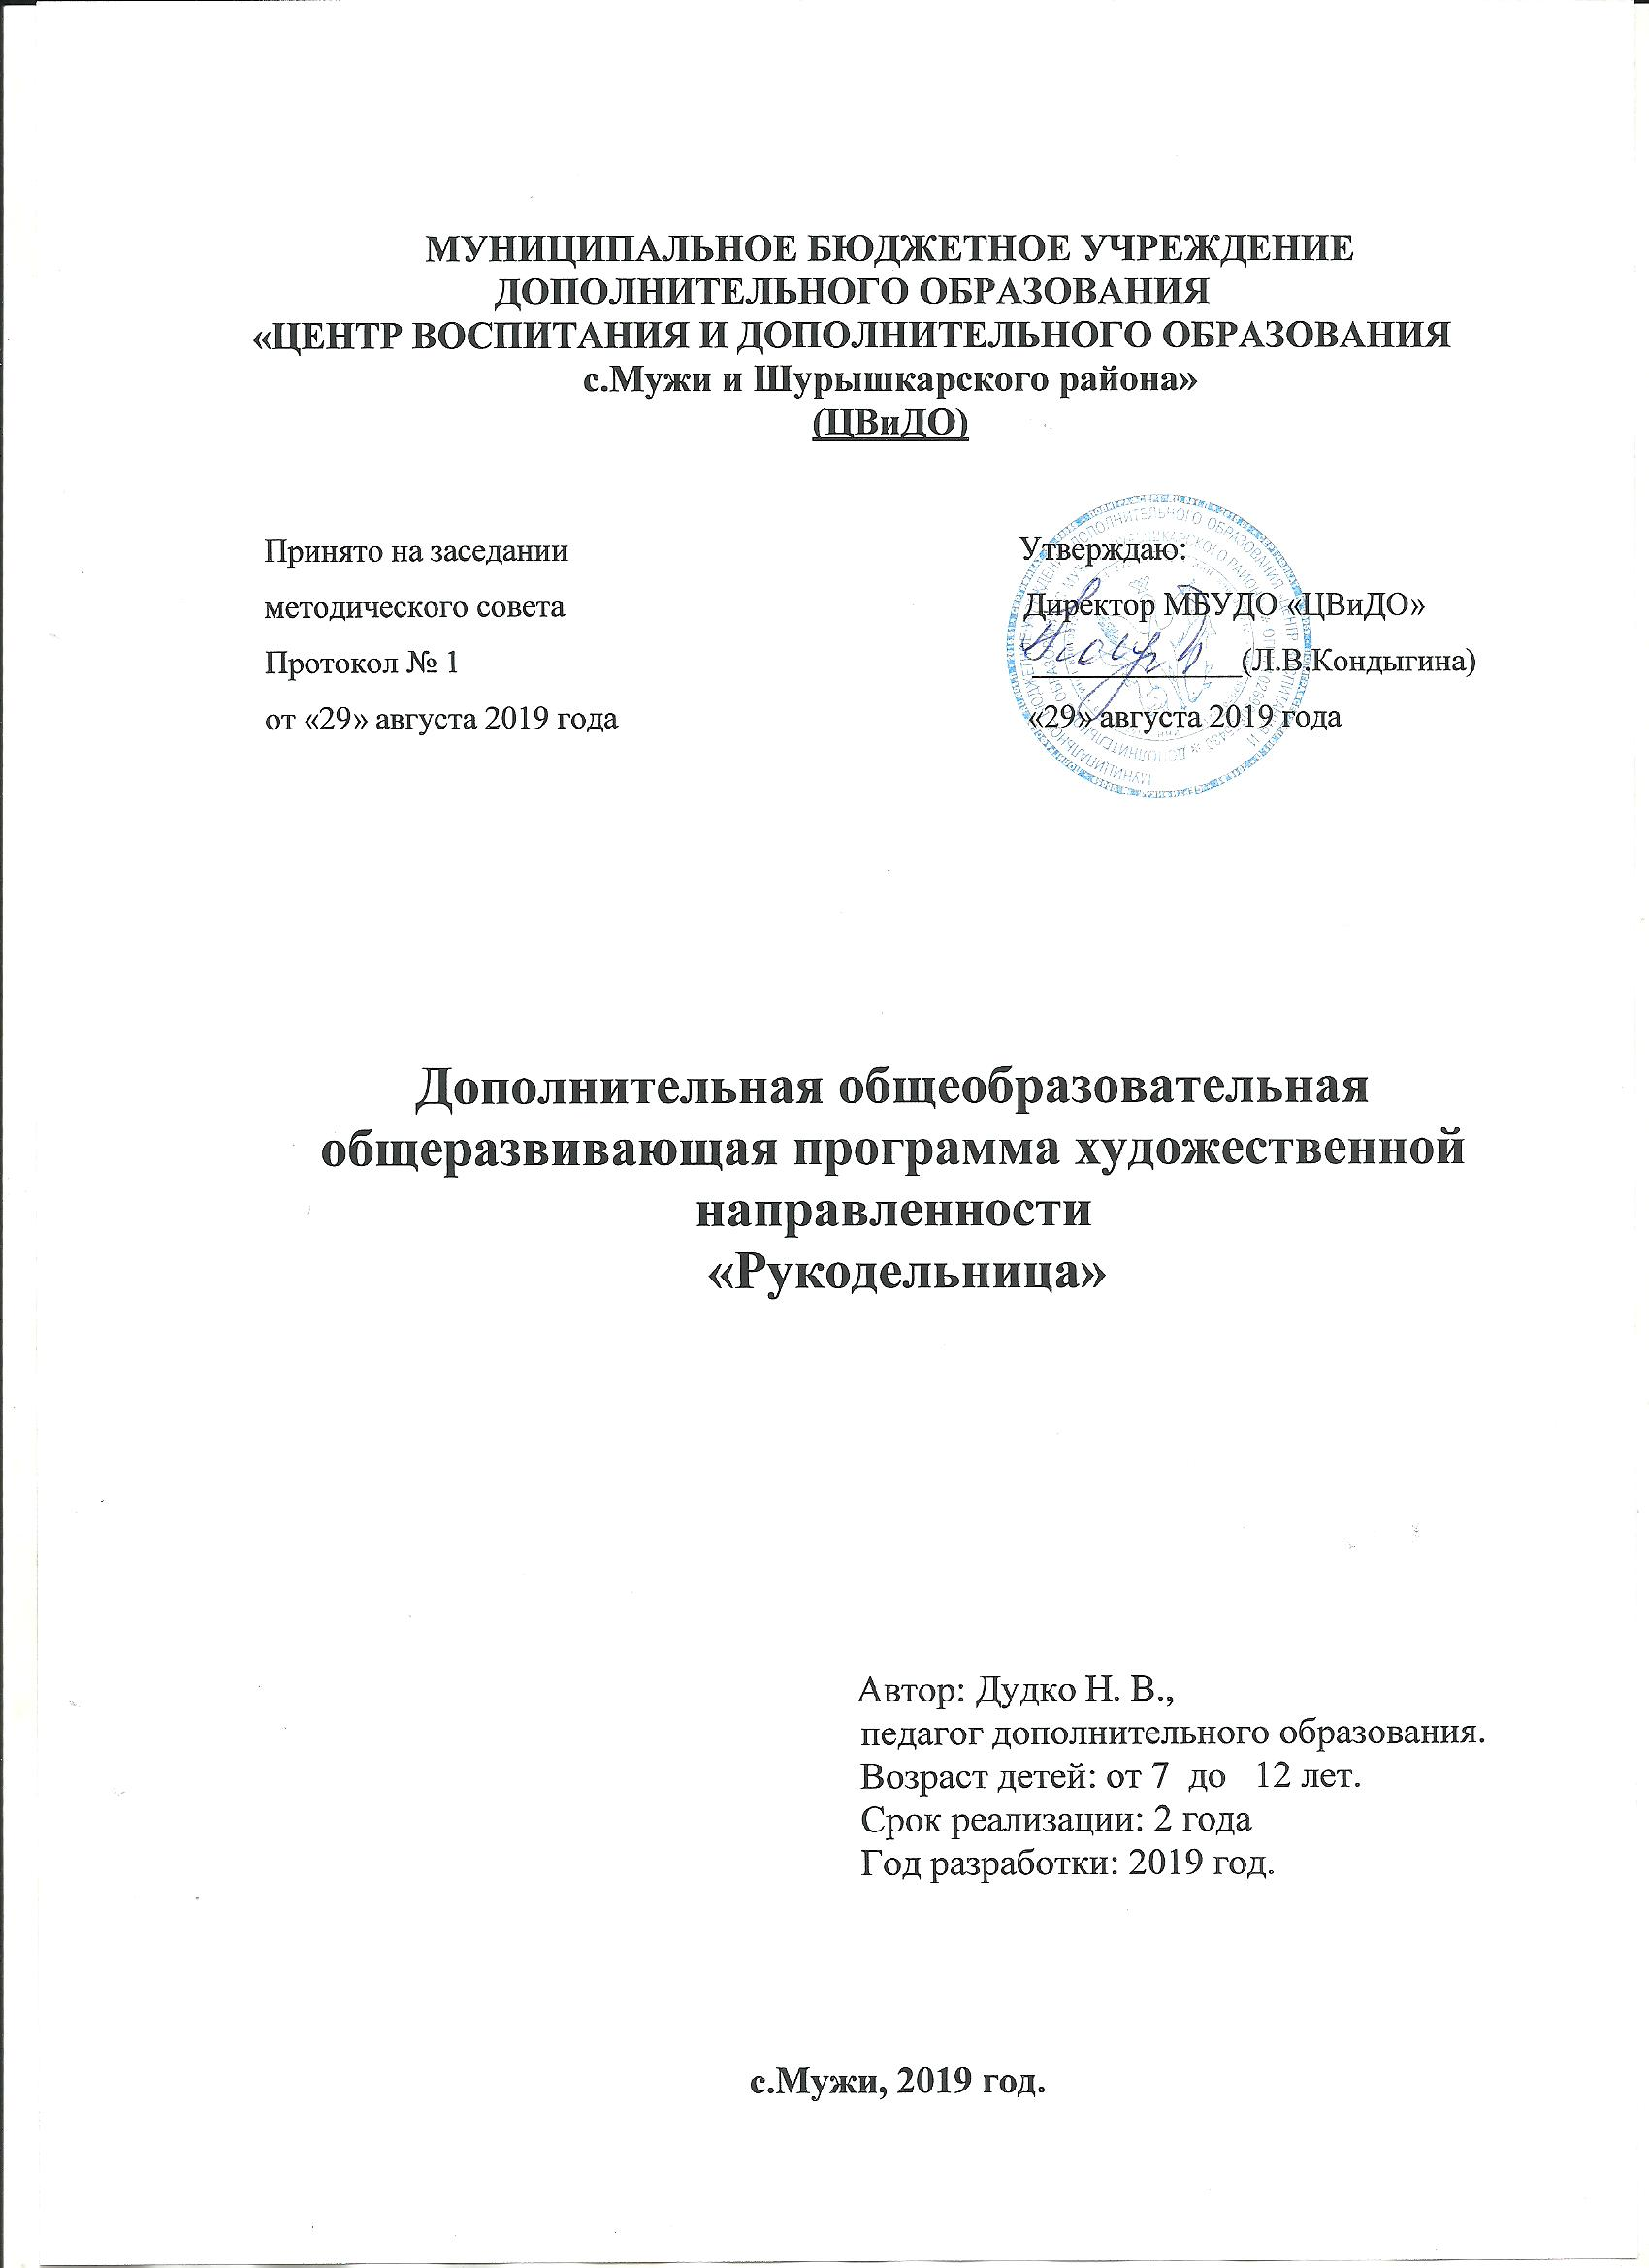 МУНИЦИПАЛЬНОЕ БЮДЖЕТНОЕ УЧРЕЖДЕНИЕ
ДОПОЛНИТЕЛЬНОГО ОБРАЗОВАНИЯ
«ЦЕНТР ВОСПИТАНИЯ И ДОПОЛНИТЕЛЬНОГО ОБРАЗОВАНИЯ
с.Мужи и Шурышкарского района»
(ЦВиДО)
Принято на заседании
методического совета
Протокол № 1
от «29» августа 2019 года
Утверждаю:
Директор МБУДО «ЦВиДО»
______________(Л.В.Кондыгина)
«29» августа 2019 года
Дополнительная общеобразовательная
общеразвивающая программа художественной
направленности
«Рукодельница»
Автор: Дудко Н. В.,
педагог дополнительного образования.
Возраст детей: от 7 до 12 лет.
Срок реализации: 2 года
Год разработки: 2019 год.
с.Мужи, 2019 год.